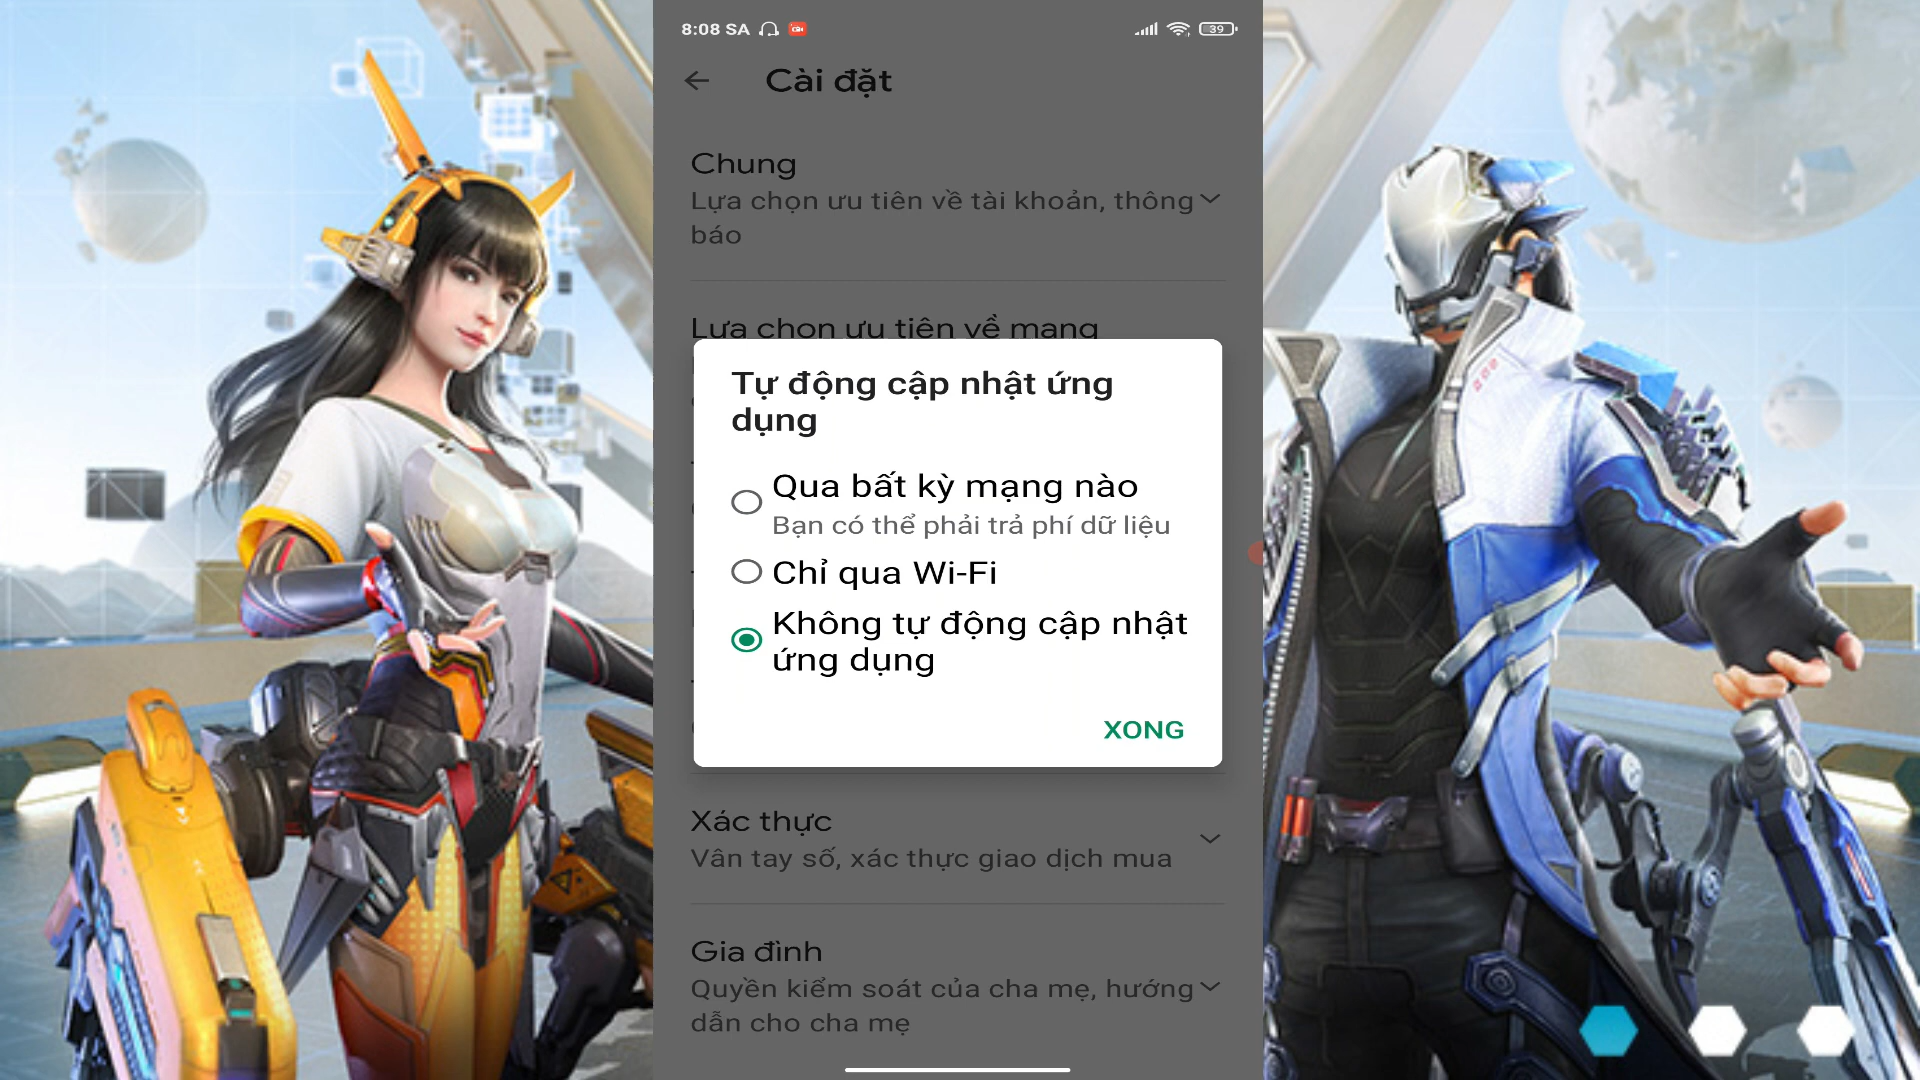 8:08 SA
39
Cài đặt
Chung
Lựa chọn ưu tiên về tài khoản, thông
báo
Lựa chọn ưu tiên về mạng
Tự động cập nhật ứng
dụng
Qua bất kỳ mạng nào
Bạn có thể phải trả phí dữ liệu
Chỉ qua Wi-Fi
Không tự động cập nhật
ứng dụng
XONG
Xác thực
Vân tay số, xác thực giao dịch mua
Gia đình
Quyền kiểm soát của cha mẹ, hướng
dẫn cho cha mẹ